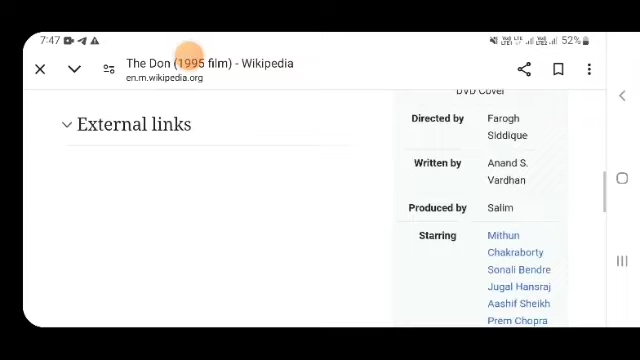 7:47
52%
The Don (1995 film) - Wikipedia
en.m.wikipedia.org
DVD Cover
External links
Directed by Farogh
Siddique
Written by Anand S.
Vardhan
Produced by Salim
Starring Mithun
Chakraborty
Sonali Bendre
Jugal Hansraj
Aashif Sheikh
Prem Chopra